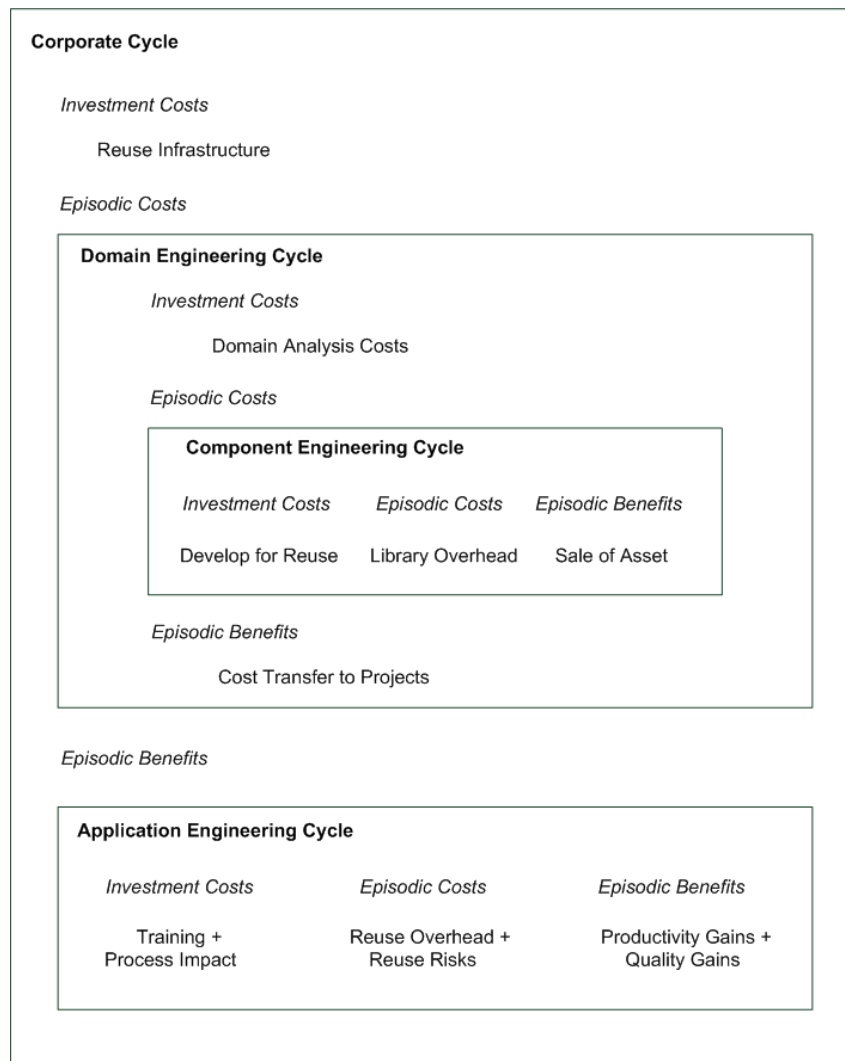 Corporate Cycle
Investment Costs
Reuse Infrastructure
Episodic Costs
Domain Engineering Cycle
Investment Costs
Domain Analysis Costs
Episodic Costs
Component Engineering Cycle
Investment Costs Episodic Costs Episodic Benefits
Develop for Reuse Library Overhead Sale of Asset
Episodic Benefits
Cost Transfer to Projects
Episodic Benefits
Application Engineering Cycle
Investment Costs Episodic Costs Episodic Benefits
Training + Reuse Overhead + Productivity Gains +
Process Impact Reuse Risks Quality Gains